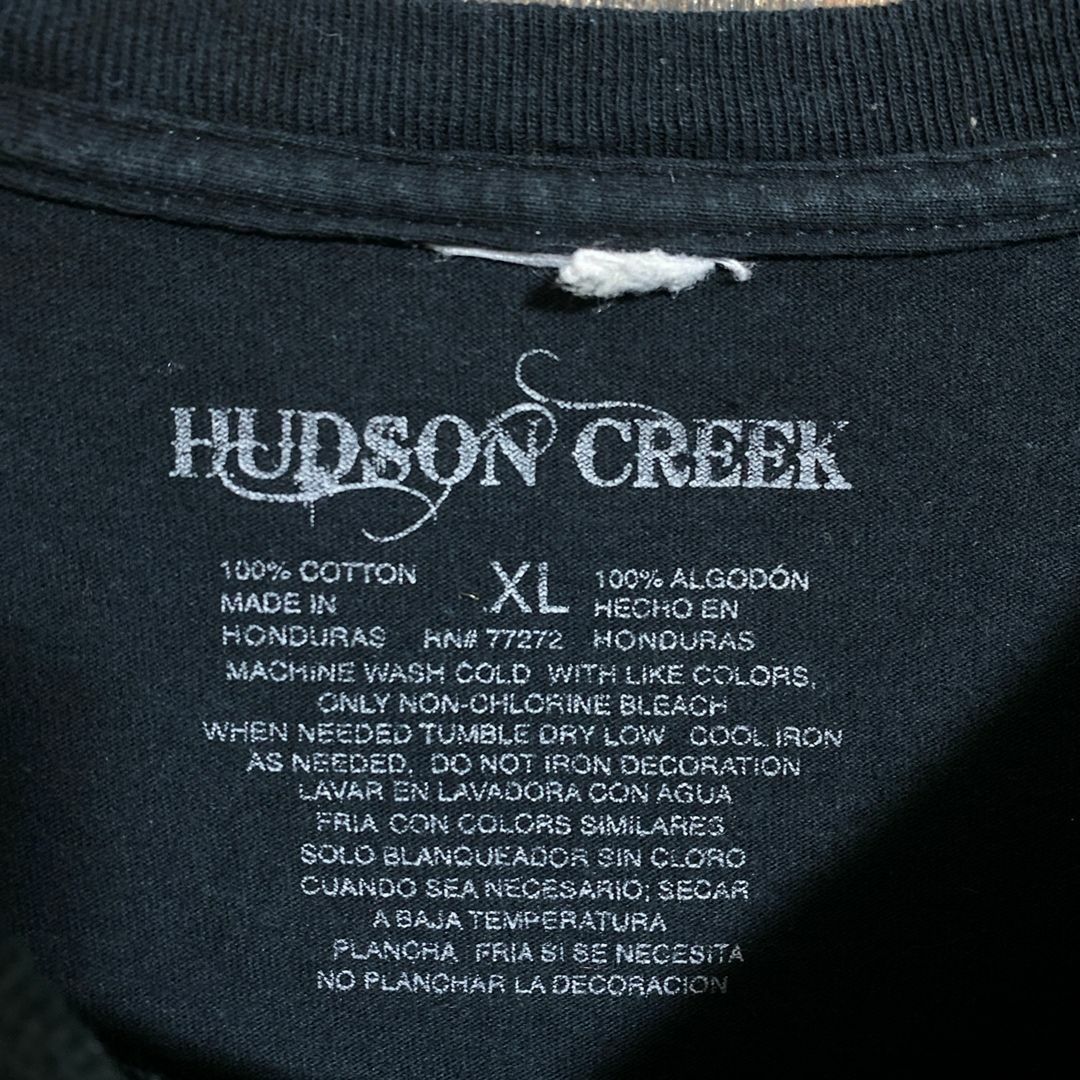 HUDSON CREEK
100% COTTON XL 100% ALGODÓN
MADE IN HECHO EN
HONDURAS RN# 77272 HONDURAS
MACHINE WASH COLD WITH LIKE COLORS,
ONLY NON-CHLORINE BLEACH
WHEN NEEDED TUMBLE DRY LOW COOL IRON
AS NEEDED. DO NOT IRON DECORATION
LAVAR EN LAVADORA CON AGUA
FRIA CON COLORS SIMILARES
SOLO BLANQUEADOR SIN CLORO
CUANDO SEA NECESARIO; SECAR
A BAJA TEMPERATURA
PLANCHA FRIA SI SE NECESITA
NO PLANCHAR LA DECORACION